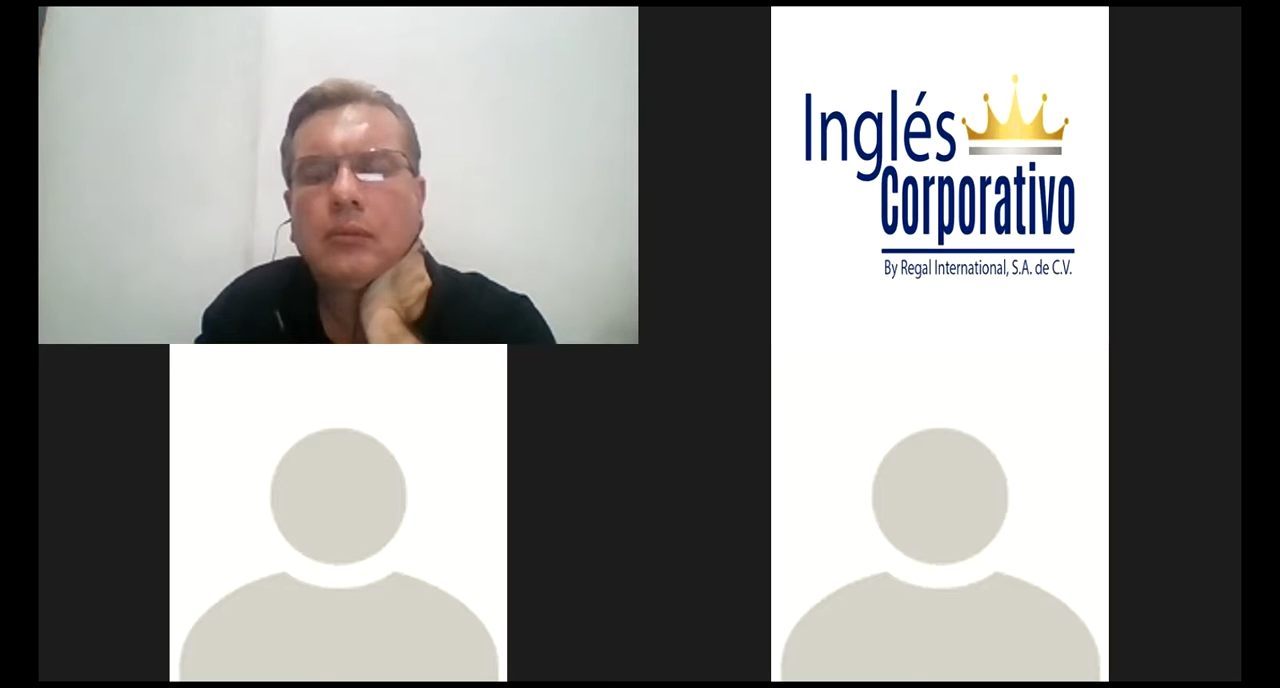 Inglés
Corporativo
By Regal International, S.A. de C.V.